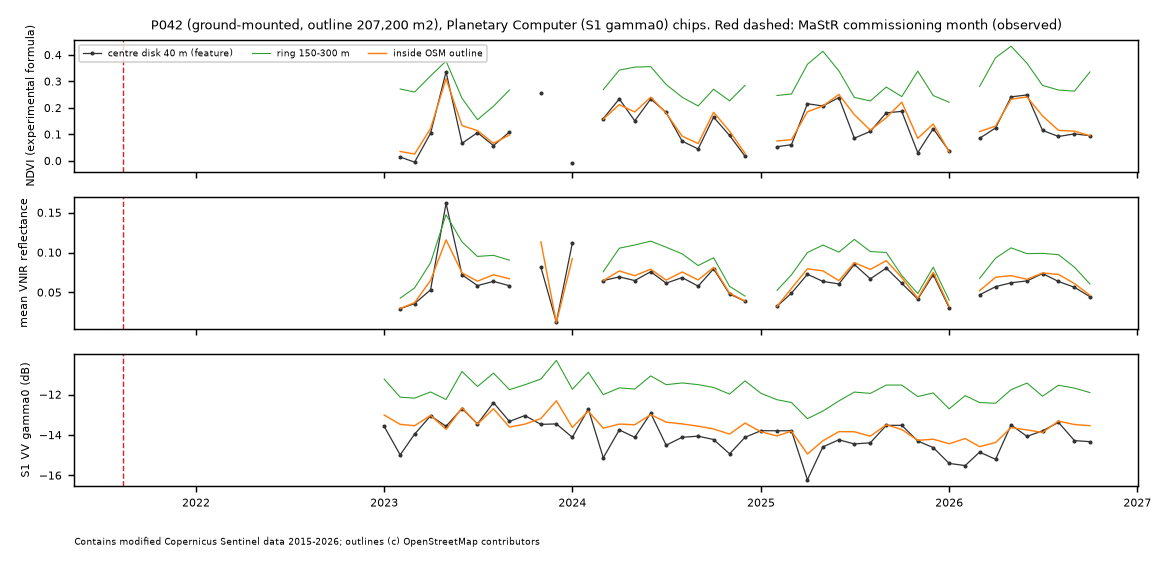 P042 (ground-mounted, outline 207,200 m2), Planetary Computer (S1 gamma0) chips. Red dashed: MaStR commissioning month (observed)
centre disk 40 m (feature)
ring 150-300 m
inside OSM outline
NDVI (experimental formula)
0.4
0.3
0.2
0.1
0.0
mean VNIR reflectance
0.15
0.10
0.05
S1 VV gamma0 (dB)
−12
−14
−16
2022
2023
2024
2025
2026
2027
Contains modified Copernicus Sentinel data 2015-2026; outlines (c) OpenStreetMap contributors